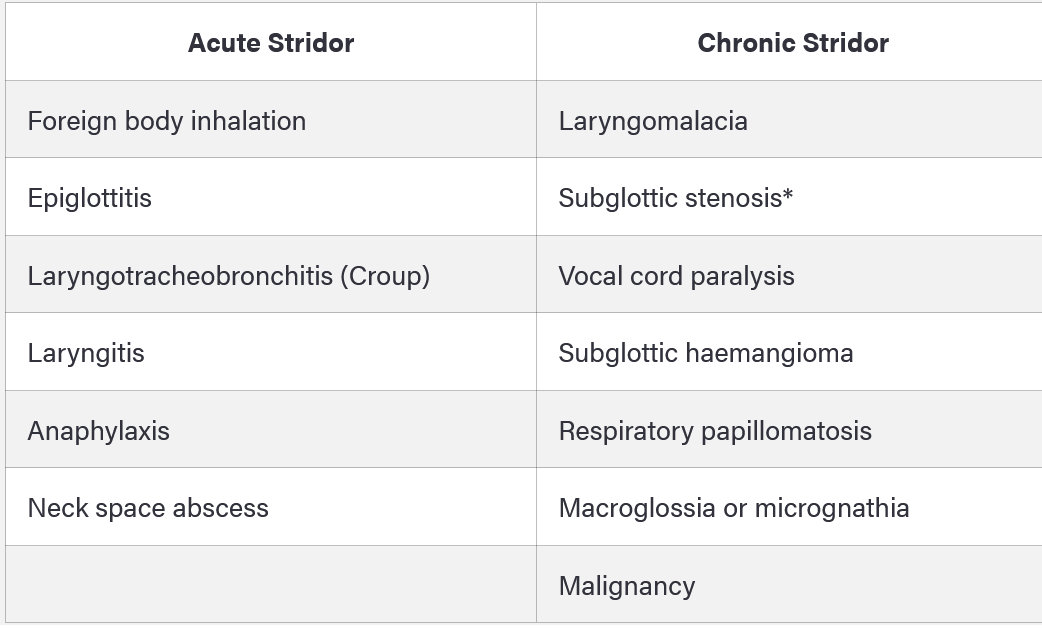 Acute Stridor Chronic Stridor
Foreign body inhalation Laryngomalacia
Epiglottitis Subglottic stenosis*
Laryngotracheobronchitis (Croup) Vocal cord paralysis
Laryngitis Subglottic haemangioma
Anaphylaxis Respiratory papillomatosis
Neck space abscess Macroglossia or micrognathia
Malignancy